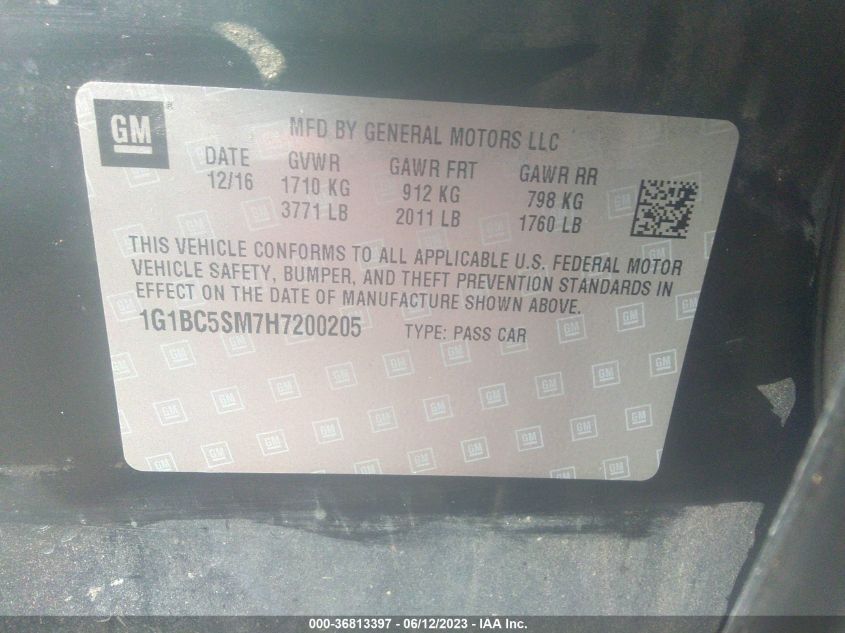 GM
MFD BY GENERAL MOTORS LLC
DATE GVWR GAWR FRT GAWR RR
12/16 1710 KG 912 KG 798 KG
3771 LB 2011 LB 1760 LB
THIS VEHICLE CONFORMS TO ALL APPLICABLE U.S. FEDERAL MOTOR
VEHICLE SAFETY, BUMPER, AND THEFT PREVENTION STANDARDS IN
EFFECT ON THE DATE OF MANUFACTURE SHOWN ABOVE.
1G1BC5SM7H7200205 TYPE: PASS CAR
000-36813397 - 06/12/2023 - IAA Inc.